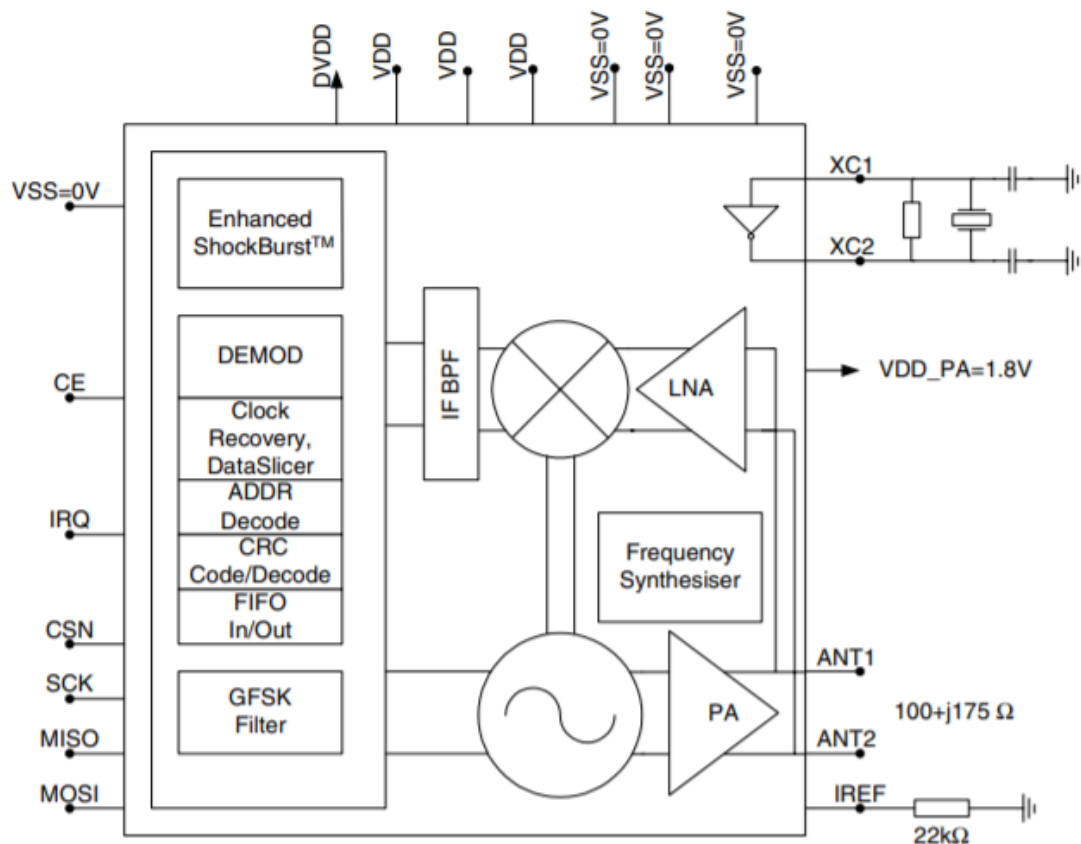 DVDD
VDD
VDD
VDD
VSS=0V
VSS=0V
VSS=0V
VSS=0V
Enhanced
ShockBurst™
XC1
XC2
DEMOD
IF BPF
LNA
VDD_PA=1.8V
CE
Clock
Recovery,
DataSlicer
ADDR
Decode
IRQ
CRC
Code/Decode
Frequency
Synthesiser
FIFO
In/Out
CSN
SCK
GFSK
Filter
PA
ANT1
100+j175 Ω
MISO
ANT2
MOSI
IREF
22kΩ